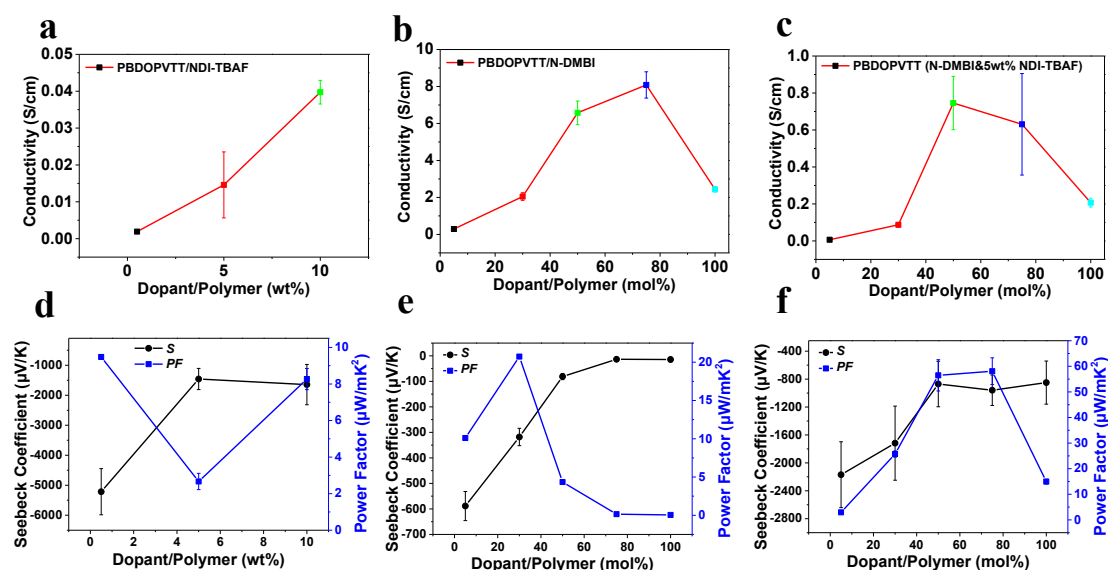 a
0.05
0.04
0.03
0.02
0.01
0.00
Conductivity (S/cm)
PBDOPVTT/NDI-TBAF
0
5
10
Dopant/Polymer (wt%)
b
10
8
6
4
2
0
Conductivity (S/cm)
PBDOPVTT/N-DMBI
0 20 40 60 80 100
Dopant/Polymer (mol%)
c
1.0
0.8
0.6
0.4
0.2
0.0
Conductivity (S/cm)
PBDOPVTT (N-DMBI&5wt% NDI-TBAF)
0 20 40 60 80 100
Dopant/Polymer (mol%)
d
S
PF
-1000
-2000
-3000
-4000
-5000
-6000
Seebeck Coefficient (µV/K)
10
8
6
4
2
0
Power Factor (µW/mK²)
0 2 4 6 8 10
Dopant/Polymer (wt%)
e
S
PF
0
-100
-200
-300
-400
-500
-600
-700
Seebeck Coefficient (µV/K)
20
15
10
5
0
Power Factor (µW/mK²)
0 20 40 60 80 100
Dopant/Polymer (mol%)
f
S
PF
-400
-800
-1200
-1600
-2000
-2400
-2800
Seebeck Coefficient (µV/K)
70
60
50
40
30
20
10
0
Power Factor (µW/mK²)
0 20 40 60 80 100
Dopant/Polymer (mol%)